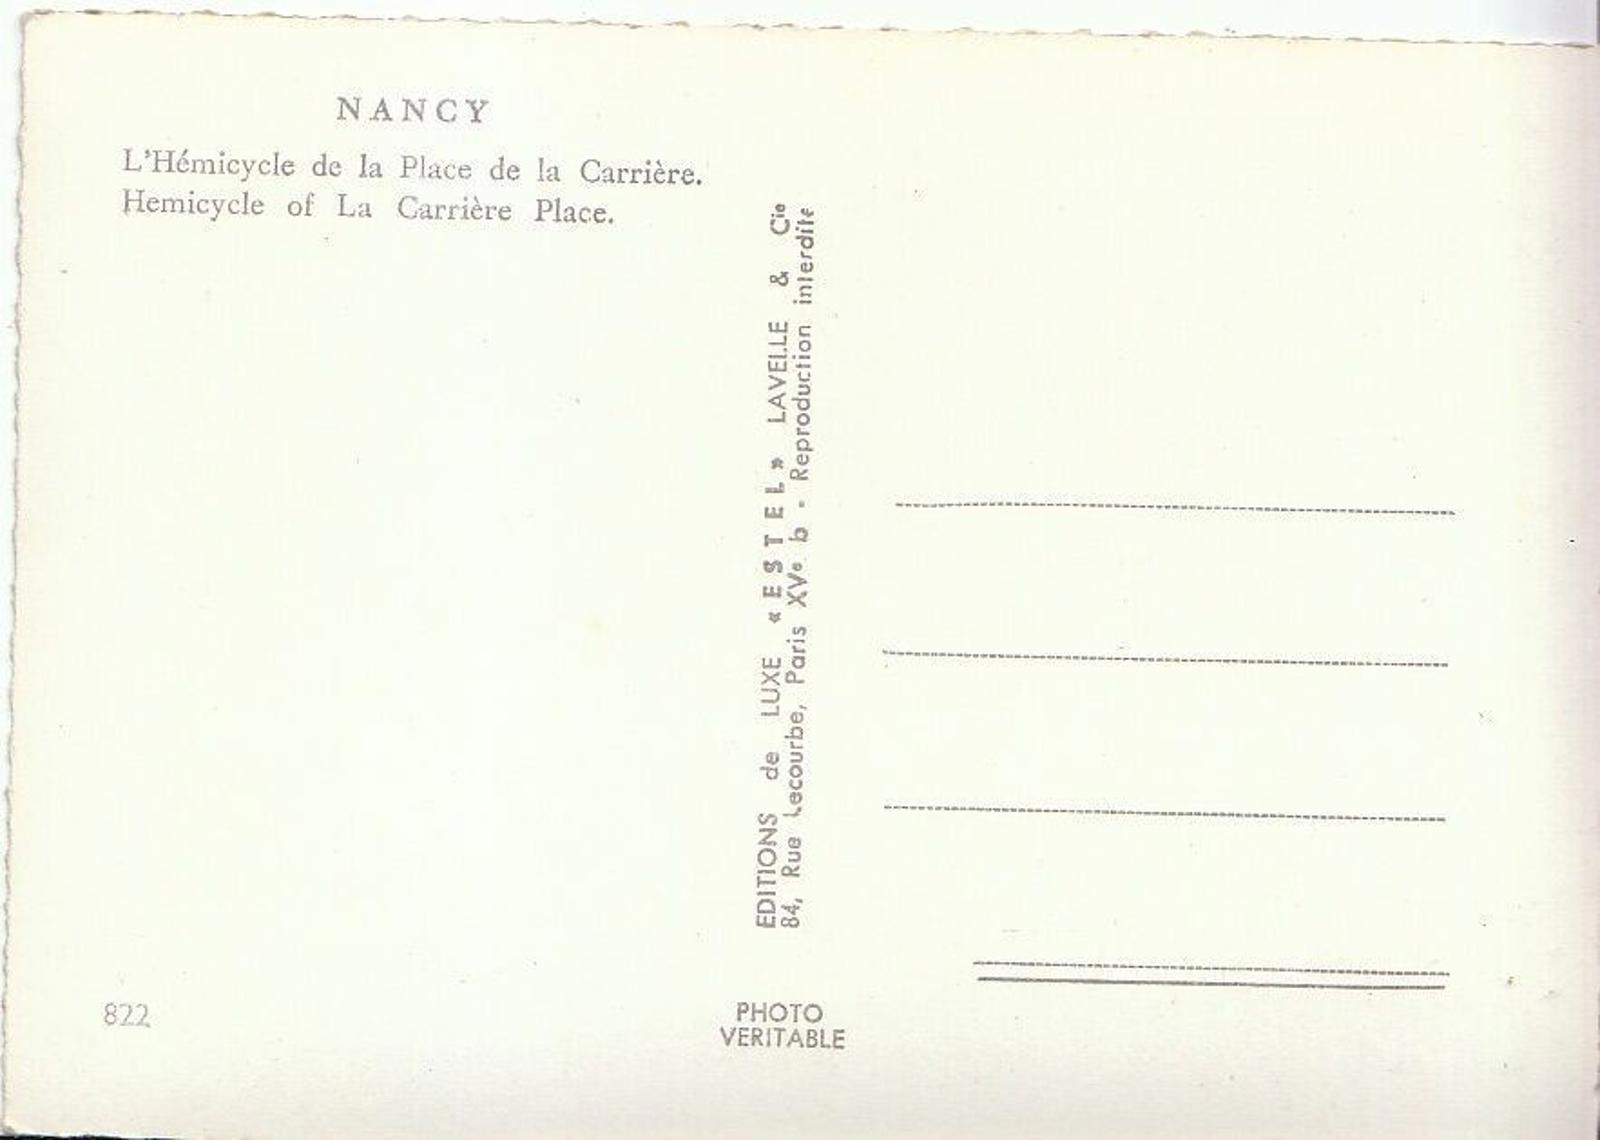 NANCY
L'Hémicycle de la Place de la Carrière.
Hemicycle of La Carrière Place.
EDITIONS de LUXE « ESTEL » LAVELLE & Cie
84, Rue Lecourbe, Paris XVe b - Reproduction interdite
822
PHOTO
VERITABLE